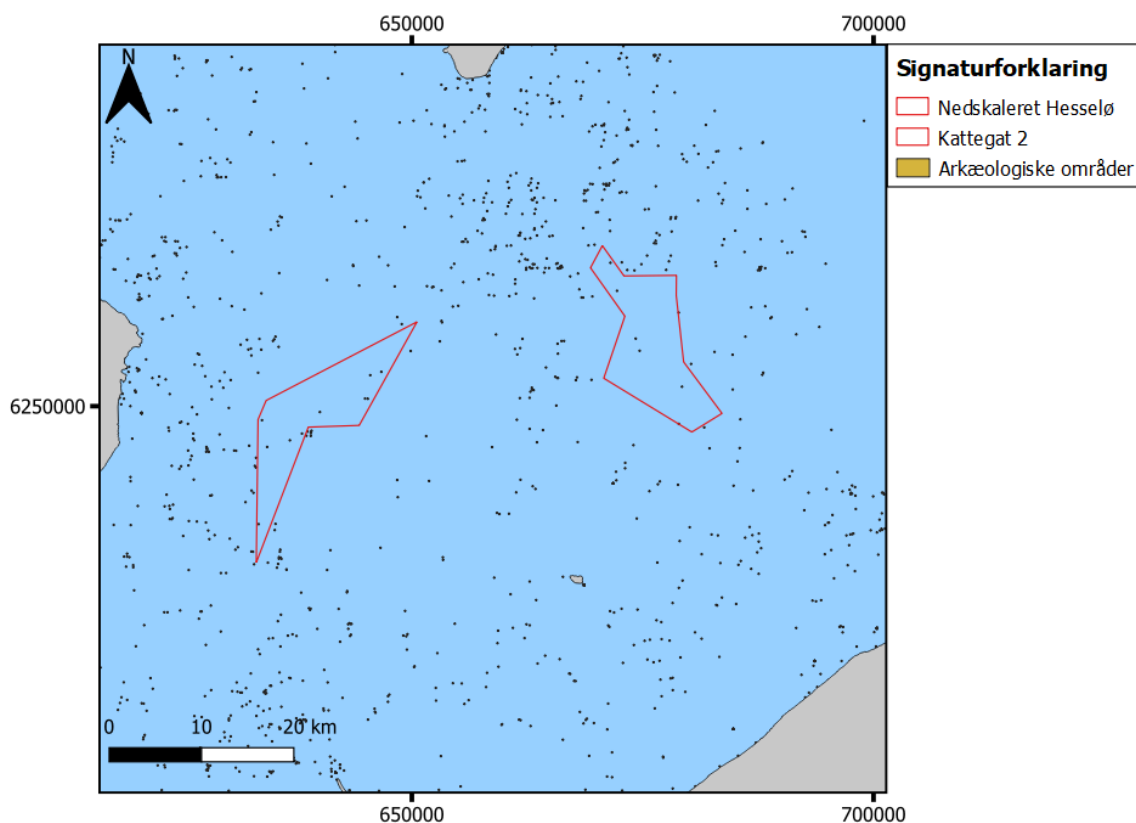 650000
700000
N
Signaturforklaring
Nedskaleret Hesselø
Kattegat 2
Arkæologiske områder
6250000
0 10 20 km
650000
700000